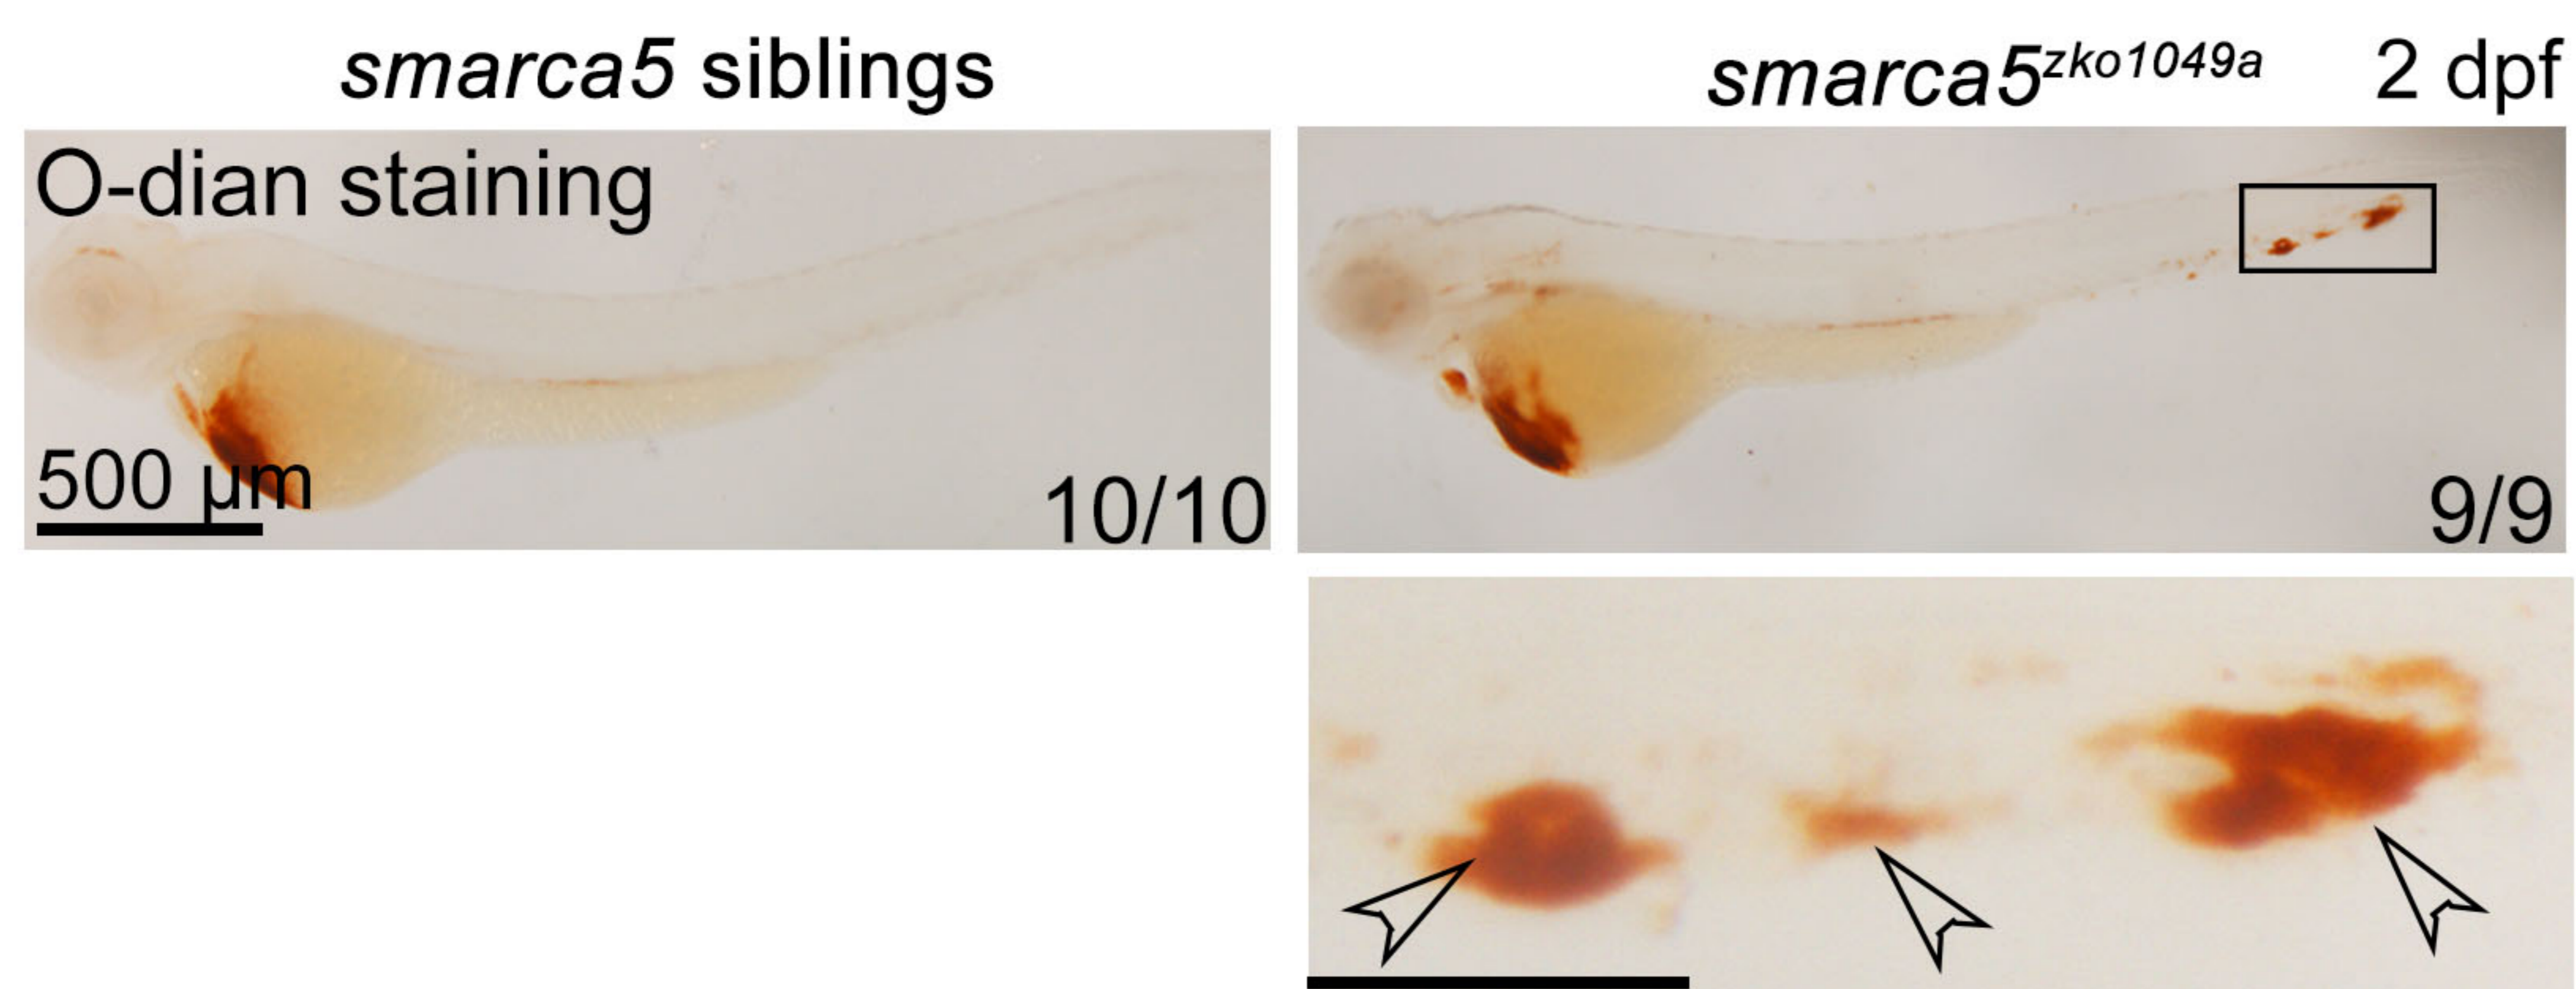 smarca5 siblings
smarca5zko1049a 2 dpf
O-dian staining
500 μm
10/10
9/9